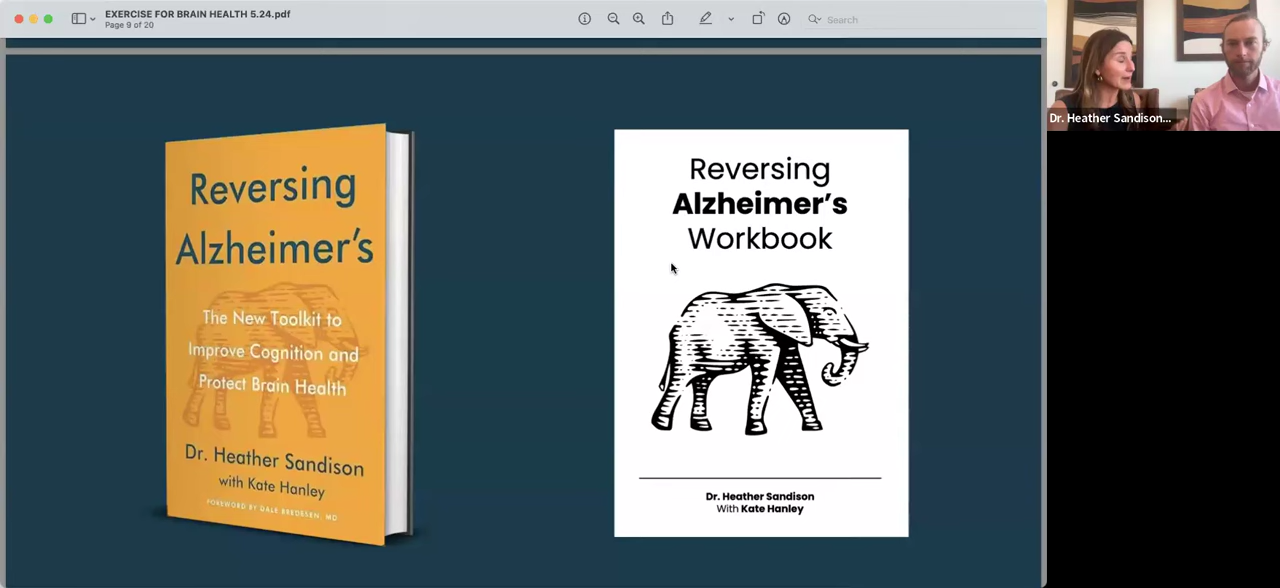 EXERCISE FOR BRAIN HEALTH 5.24.pdf
Page 9 of 20
Search
Dr. Heather Sandison...
Reversing
Alzheimer's
The New Toolkit to
Improve Cognition and
Protect Brain Health
Dr. Heather Sandison
with Kate Hanley
FOREWORD BY DALE BREDESEN, MD
Reversing
Alzheimer's
Workbook
Dr. Heather Sandison
With Kate Hanley